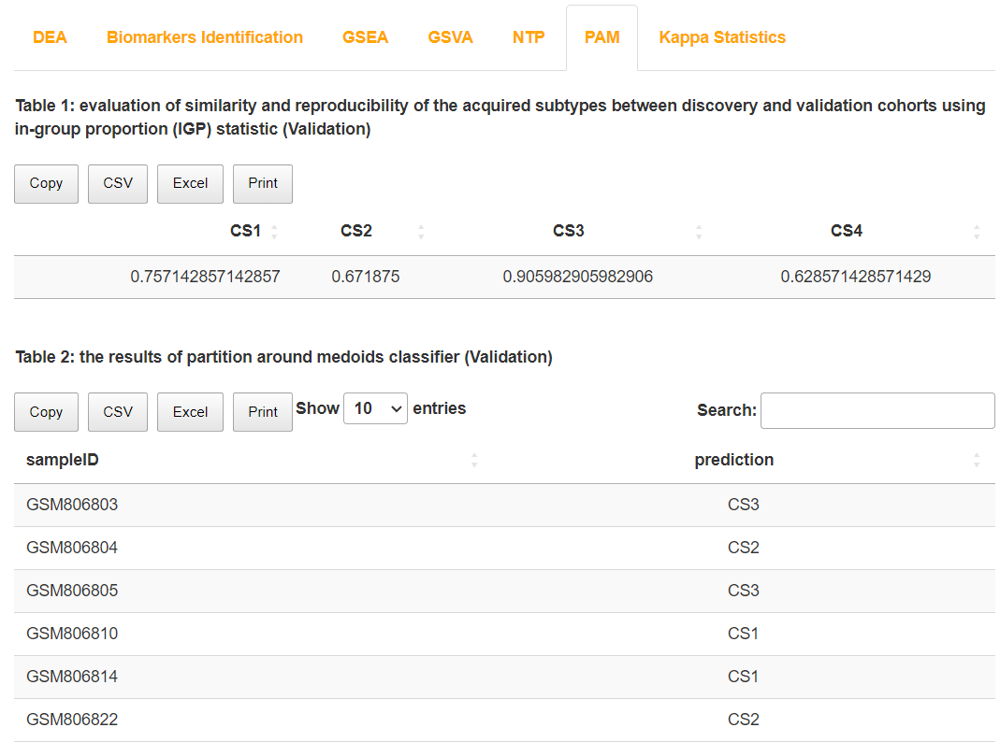 DEA Biomarkers Identification GSEA GSVA NTP PAM Kappa Statistics
Table 1: evaluation of similarity and reproducibility of the acquired subtypes between discovery and validation cohorts using
in-group proportion (IGP) statistic (Validation)
Copy CSV Excel Print
CS1 CS2 CS3 CS4
0.757142857142857 0.671875 0.905982905982906 0.628571428571429
Table 2: the results of partition around medoids classifier (Validation)
Copy CSV Excel Print Show 10 entries Search:
sampleID prediction
GSM806803 CS3
GSM806804 CS2
GSM806805 CS3
GSM806810 CS1
GSM806814 CS1
GSM806822 CS2